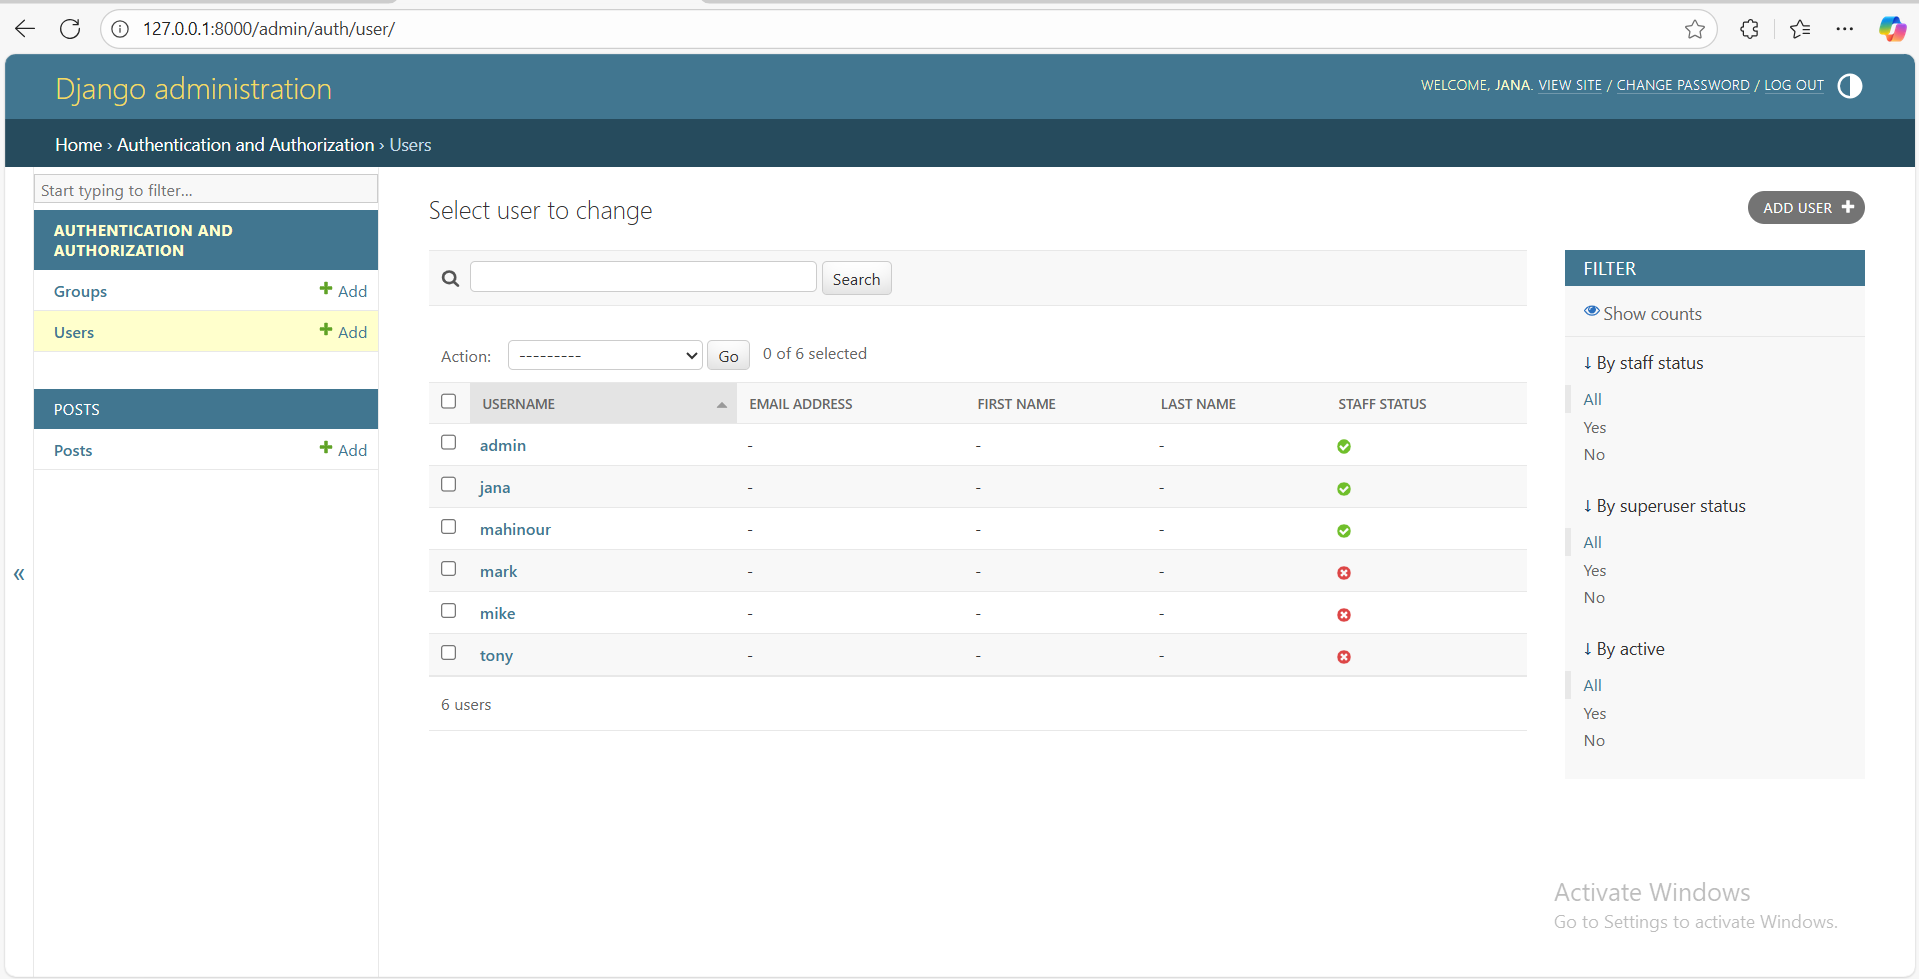 127.0.0.1:8000/admin/auth/user/
Django administration
WELCOME, JANA. VIEW SITE / CHANGE PASSWORD / LOG OUT
Home › Authentication and Authorization › Users
Start typing to filter...
AUTHENTICATION AND
AUTHORIZATION
Groups Add
Users Add
POSTS
Posts Add
«
Select user to change
ADD USER
Search
Action: --------- Go 0 of 6 selected
USERNAME EMAIL ADDRESS FIRST NAME LAST NAME STAFF STATUS
admin - - -
jana - - -
mahinour - - -
mark - - -
mike - - -
tony - - -
6 users
FILTER
Show counts
↓ By staff status
All
Yes
No
↓ By superuser status
All
Yes
No
↓ By active
All
Yes
No
Activate Windows
Go to Settings to activate Windows.